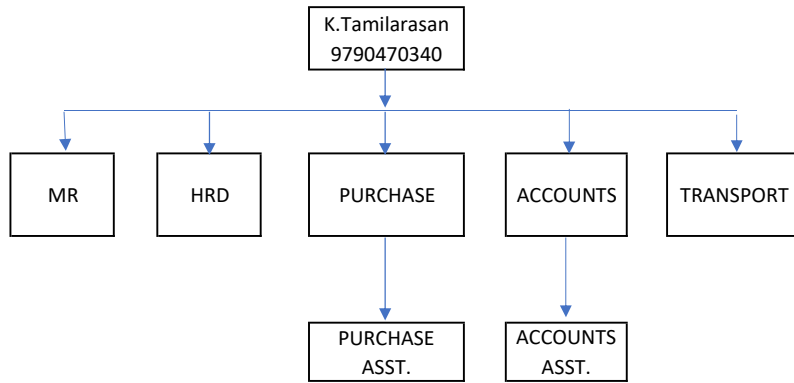 K.Tamilarasan
9790470340
MR
HRD
PURCHASE
ACCOUNTS
TRANSPORT
PURCHASE
ASST.
ACCOUNTS
ASST.